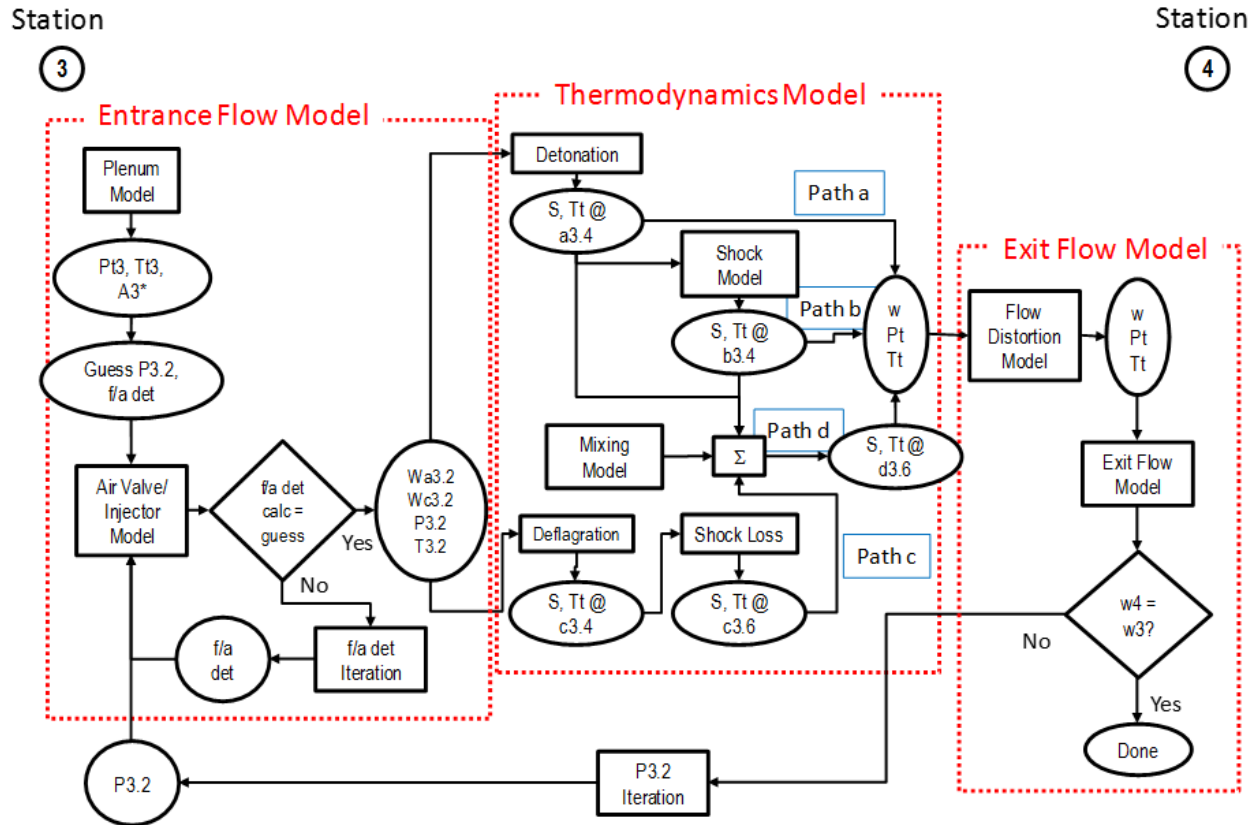 Station
3
Station
4
Entrance Flow Model
Plenum
Model
Pt3, Tt3,
A3*
Guess P3.2,
f/a det
Air Valve/
Injector
Model
f/a det
calc =
guess
Yes
No
f/a det
Iteration
f/a
det
Wa3.2
Wc3.2
P3.2
T3.2
Thermodynamics Model
Detonation
S, Tt @
a3.4
Path a
Shock
Model
Path b
S, Tt @
b3.4
w
Pt
Tt
Mixing
Model
Σ
Path d
S, Tt @
d3.6
Deflagration
S, Tt @
c3.4
Shock Loss
S, Tt @
c3.6
Path c
Exit Flow Model
Flow
Distortion
Model
w
Pt
Tt
Exit Flow
Model
w4 =
w3?
No
Yes
Done
P3.2
Iteration
P3.2